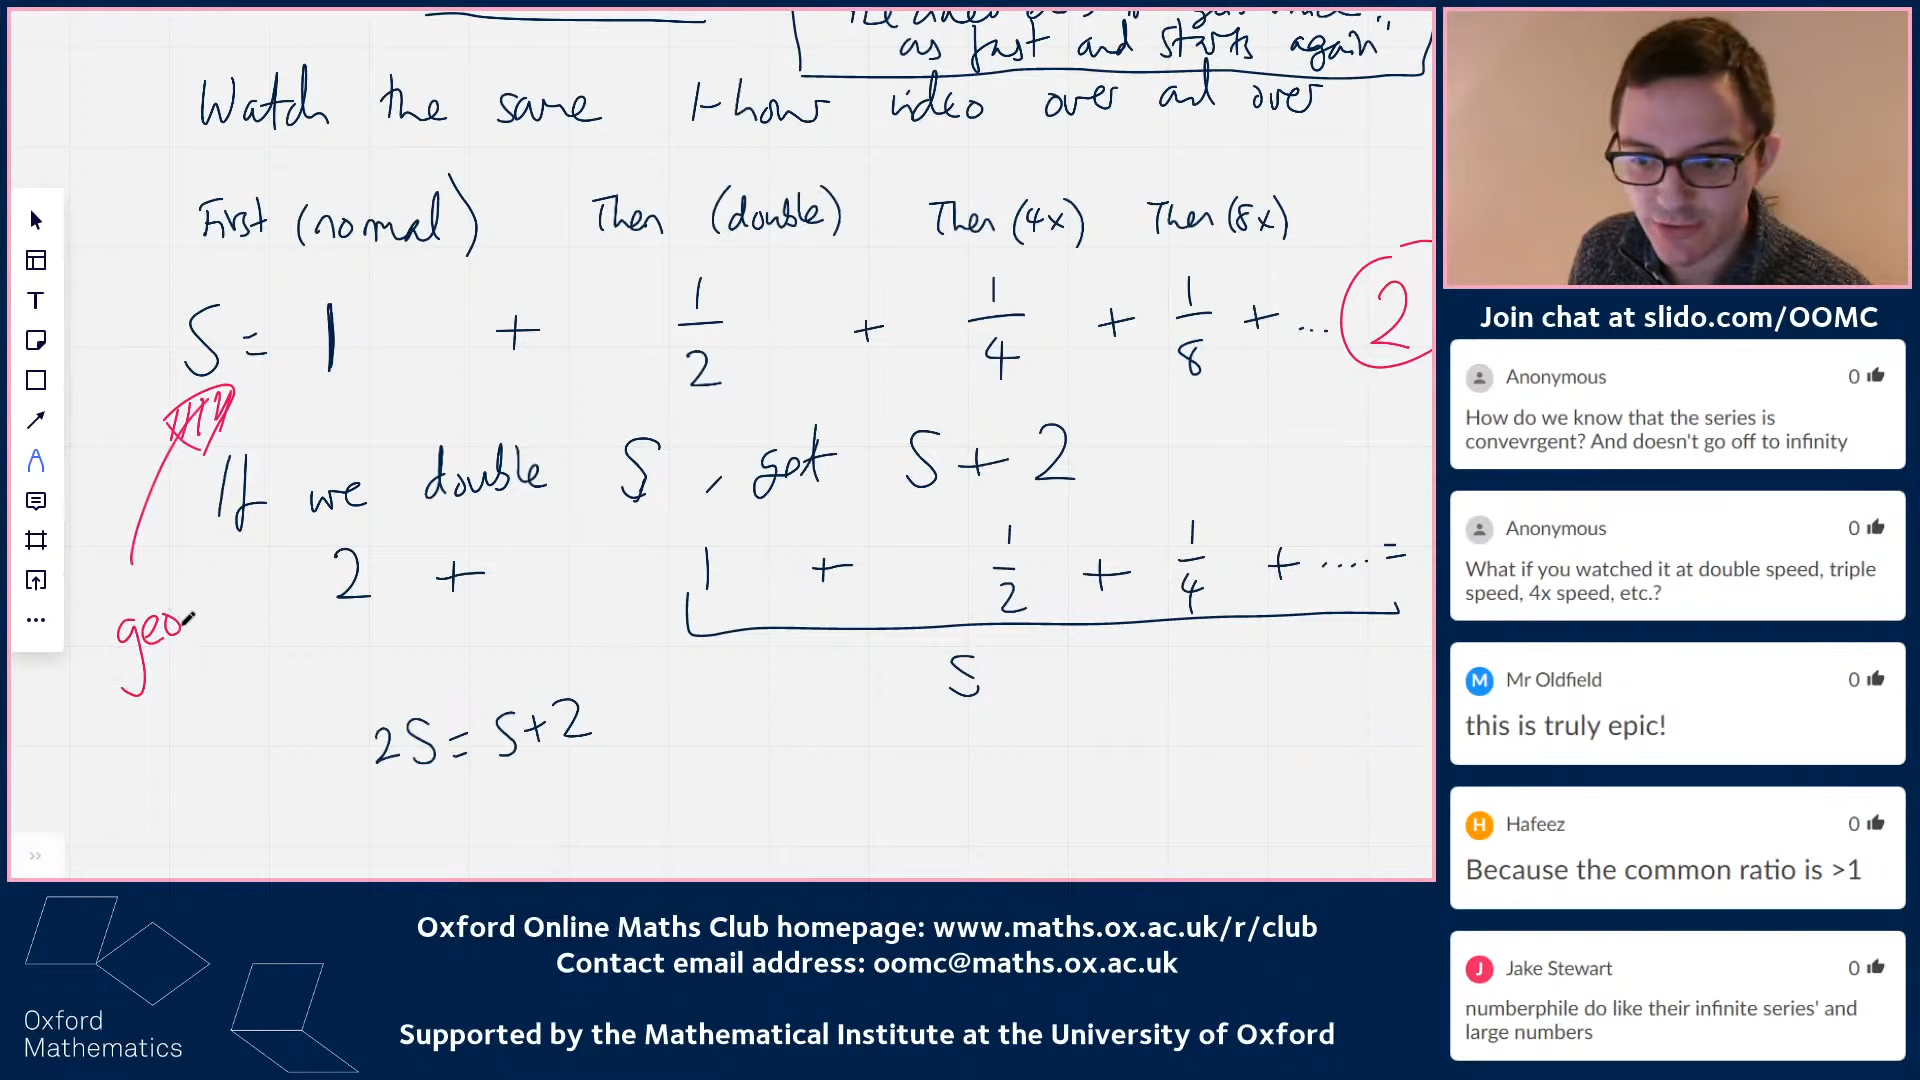 as fast and starts again"
Watch the same 1-hour video over and over
First (normal) Then (double) Then (4x) Then (8x)
S = 1 + 1/2 + 1/4 + 1/8 + ... 2
If we double S, get S + 2
2 + 1 + 1/2 + 1/4 + .... =
S
geo
2S = S + 2
T
Join chat at slido.com/OOMC
Anonymous 0
How do we know that the series is
convevrgent? And doesn't go off to infinity
Anonymous 0
What if you watched it at double speed, triple
speed, 4x speed, etc.?
M Mr Oldfield 0
this is truly epic!
H Hafeez 0
Because the common ratio is >1
J Jake Stewart 0
numberphile do like their infinite series' and
large numbers
Oxford Online Maths Club homepage: www.maths.ox.ac.uk/r/club
Contact email address: oomc@maths.ox.ac.uk
Supported by the Mathematical Institute at the University of Oxford
Oxford
Mathematics